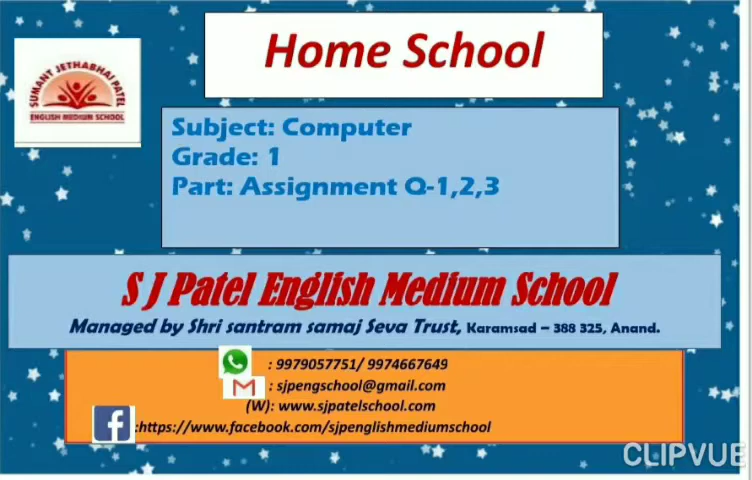 Home School
SUMANT JETHABHAI PATEL
ENGLISH MEDIUM SCHOOL
Subject: Computer
Grade: 1
Part: Assignment Q-1,2,3
S J Patel English Medium School
Managed by Shri santram samaj Seva Trust, Karamsad – 388 325, Anand.
: 9979057751/ 9974667649
: sjpengschool@gmail.com
(W): www.sjpatelschool.com
:https://www.facebook.com/sjpenglishmediumschool
CLIPVUE